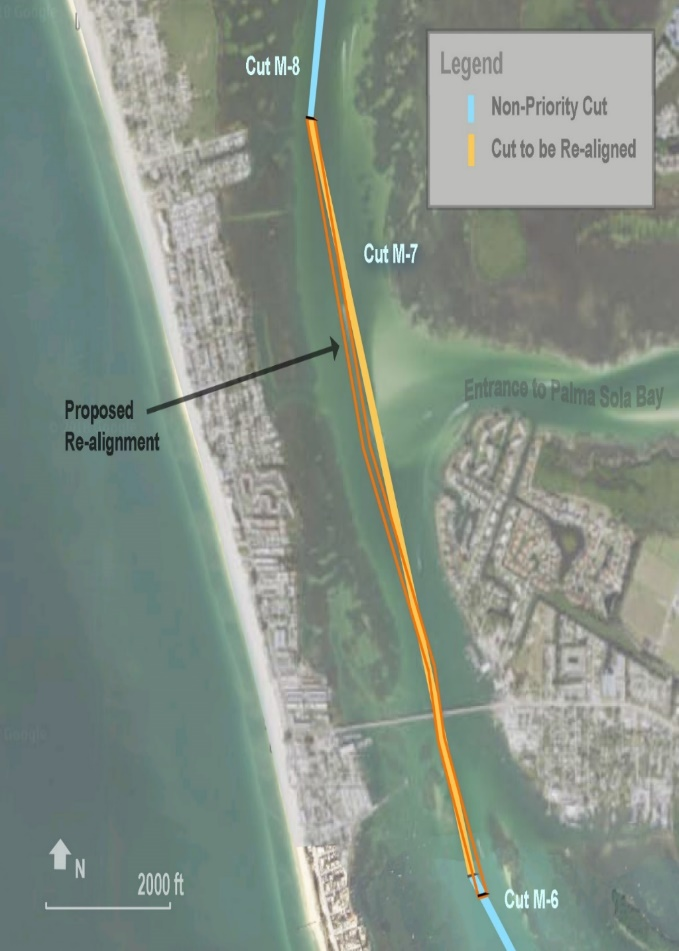 Cut M-8
Legend
Non-Priority Cut
Cut to be Re-aligned
Cut M-7
Entrance to Palma Sola Bay
Proposed
Re-alignment
Google
N
2000 ft
Cut M-6